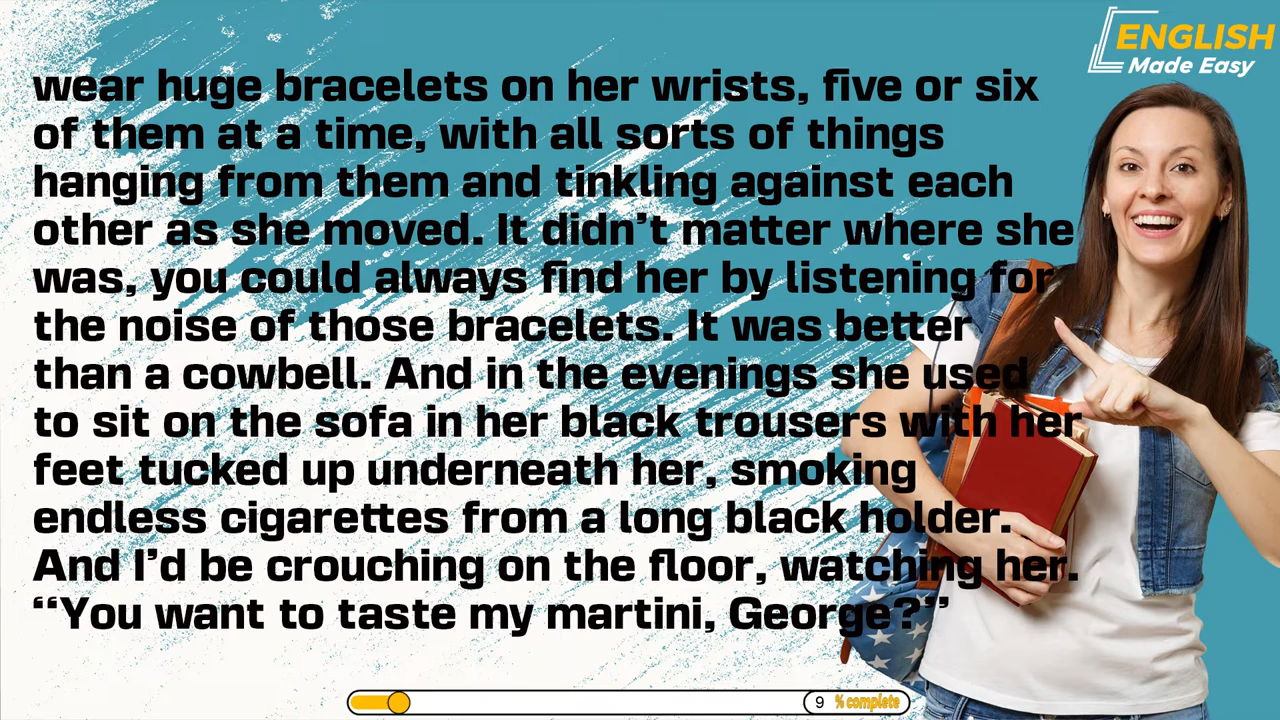 ENGLISH
Made Easy
wear huge bracelets on her wrists, five or six
of them at a time, with all sorts of things
hanging from them and tinkling against each
other as she moved. It didn’t matter where she
was, you could always find her by listening for
the noise of those bracelets. It was better
than a cowbell. And in the evenings she used
to sit on the sofa in her black trousers with her
feet tucked up underneath her, smoking
endless cigarettes from a long black holder.
And I’d be crouching on the floor, watching her.
“You want to taste my martini, George?”
9 % complete